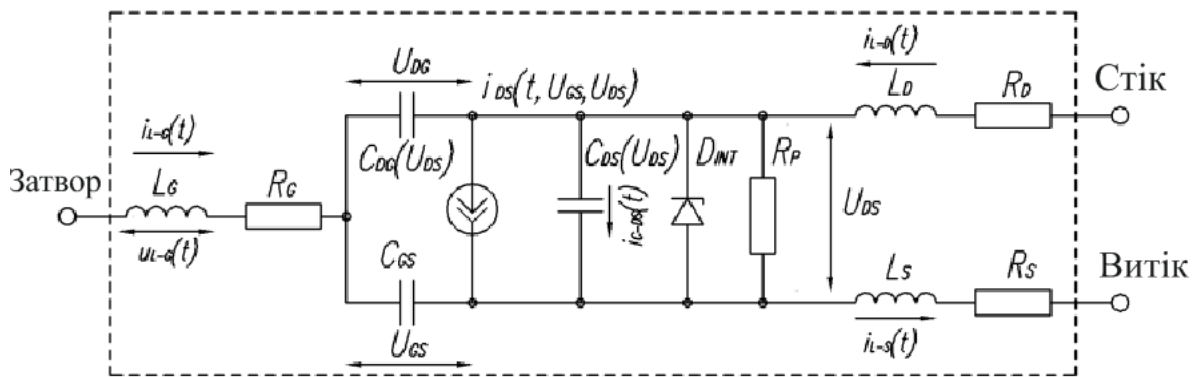 U_DG
i_DS(t, U_GS, U_DS)
i_L-D(t)
L_D
R_D
Стік
i_L-G(t)
Затвор
L_G
R_G
u_L-G(t)
C_DG(U_DS)
C_DS(U_DS)
i_C-DS(t)
D_INT
R_P
U_DS
C_GS
U_GS
L_S
R_S
Витік
i_L-S(t)